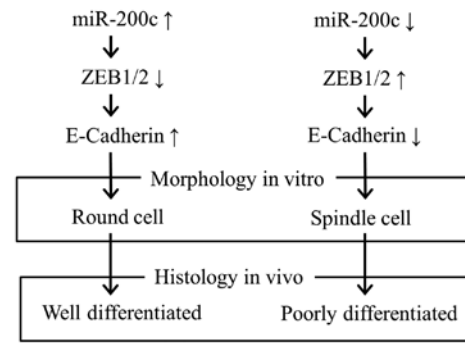 miR-200c ↑ miR-200c ↓
ZEB1/2 ↓ ZEB1/2 ↑
E-Cadherin ↑ E-Cadherin ↓
Morphology in vitro
Round cell Spindle cell
Histology in vivo
Well differentiated Poorly differentiated